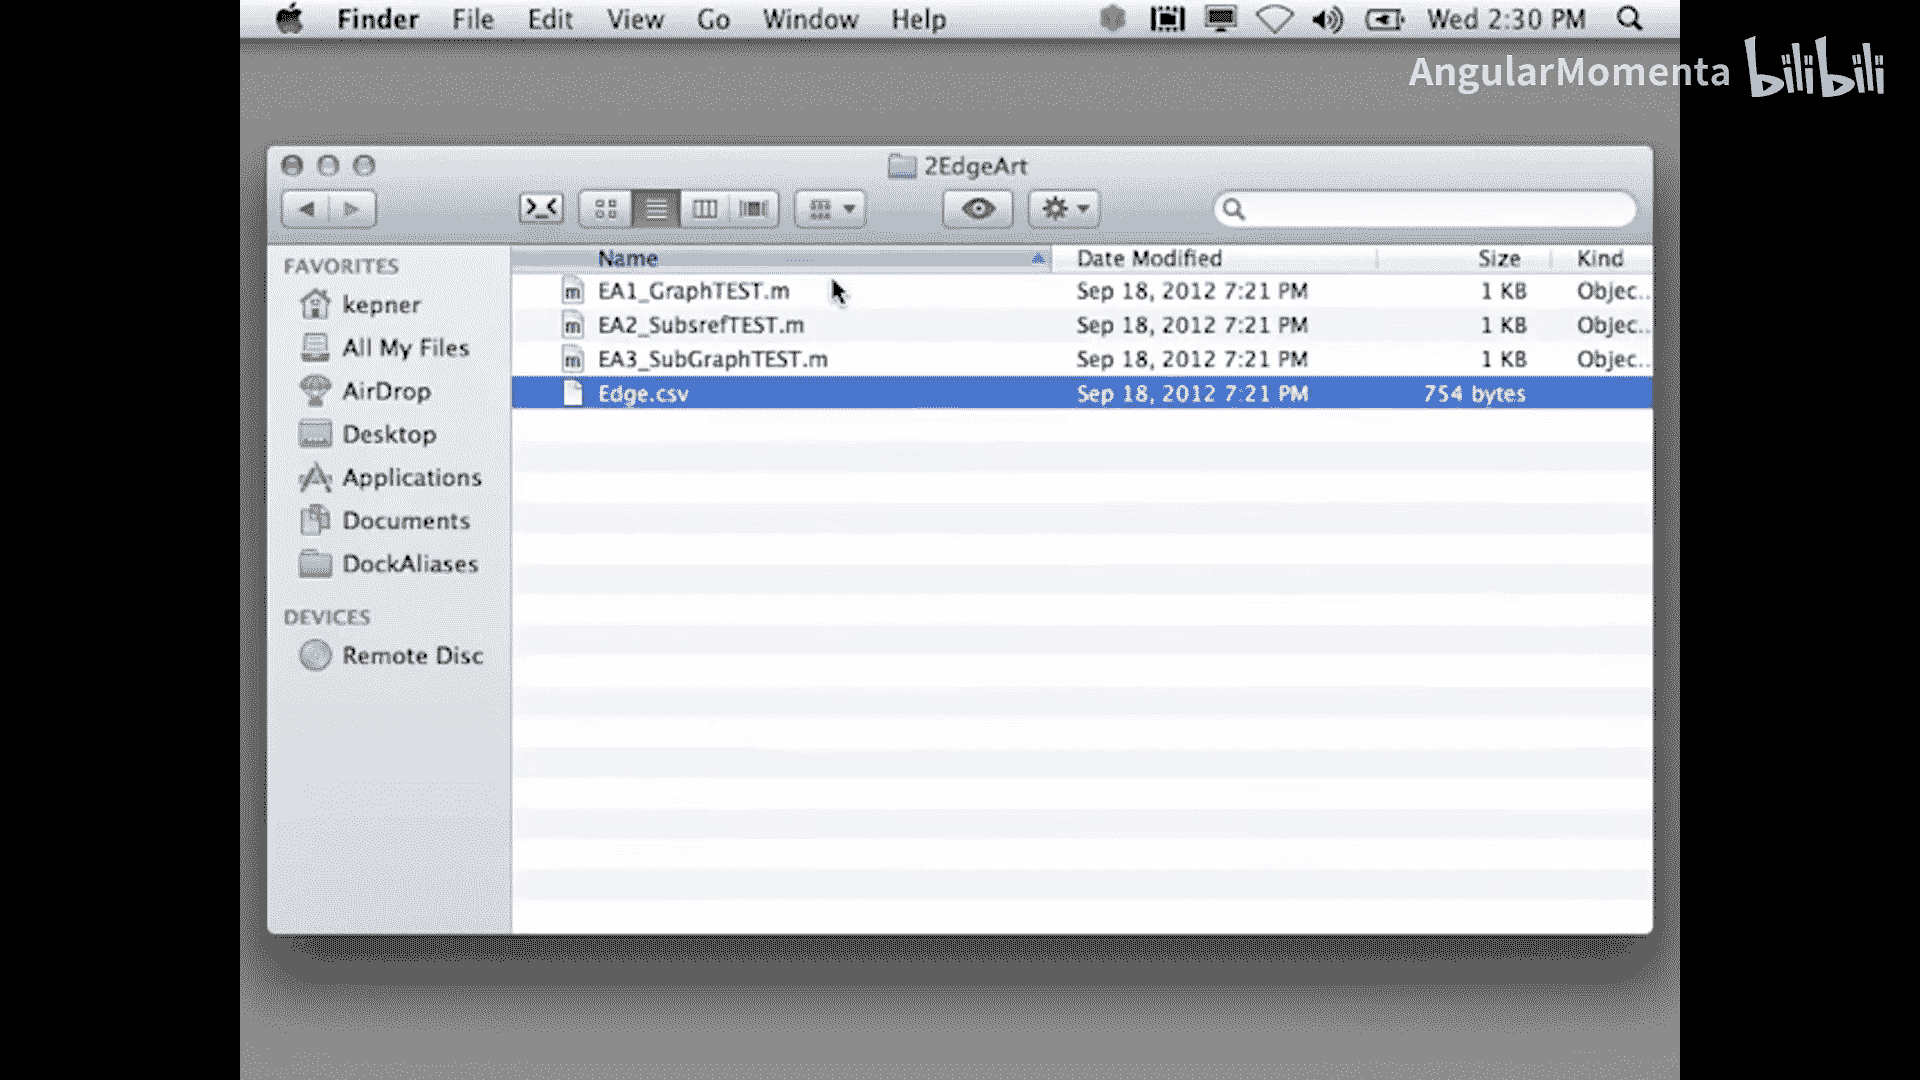 Finder File Edit View Go Window Help Wed 2:30 PM
AngularMomenta bilibili
2EdgeArt
FAVORITES
kepner
All My Files
AirDrop
Desktop
Applications
Documents
DockAliases
DEVICES
Remote Disc
Name Date Modified Size Kind
EA1_GraphTEST.m Sep 18, 2012 7:21 PM 1 KB Objec...
EA2_SubsrefTEST.m Sep 18, 2012 7:21 PM 1 KB Objec...
EA3_SubGraphTEST.m Sep 18, 2012 7:21 PM 1 KB Objec...
Edge.csv Sep 18, 2012 7:21 PM 754 bytes